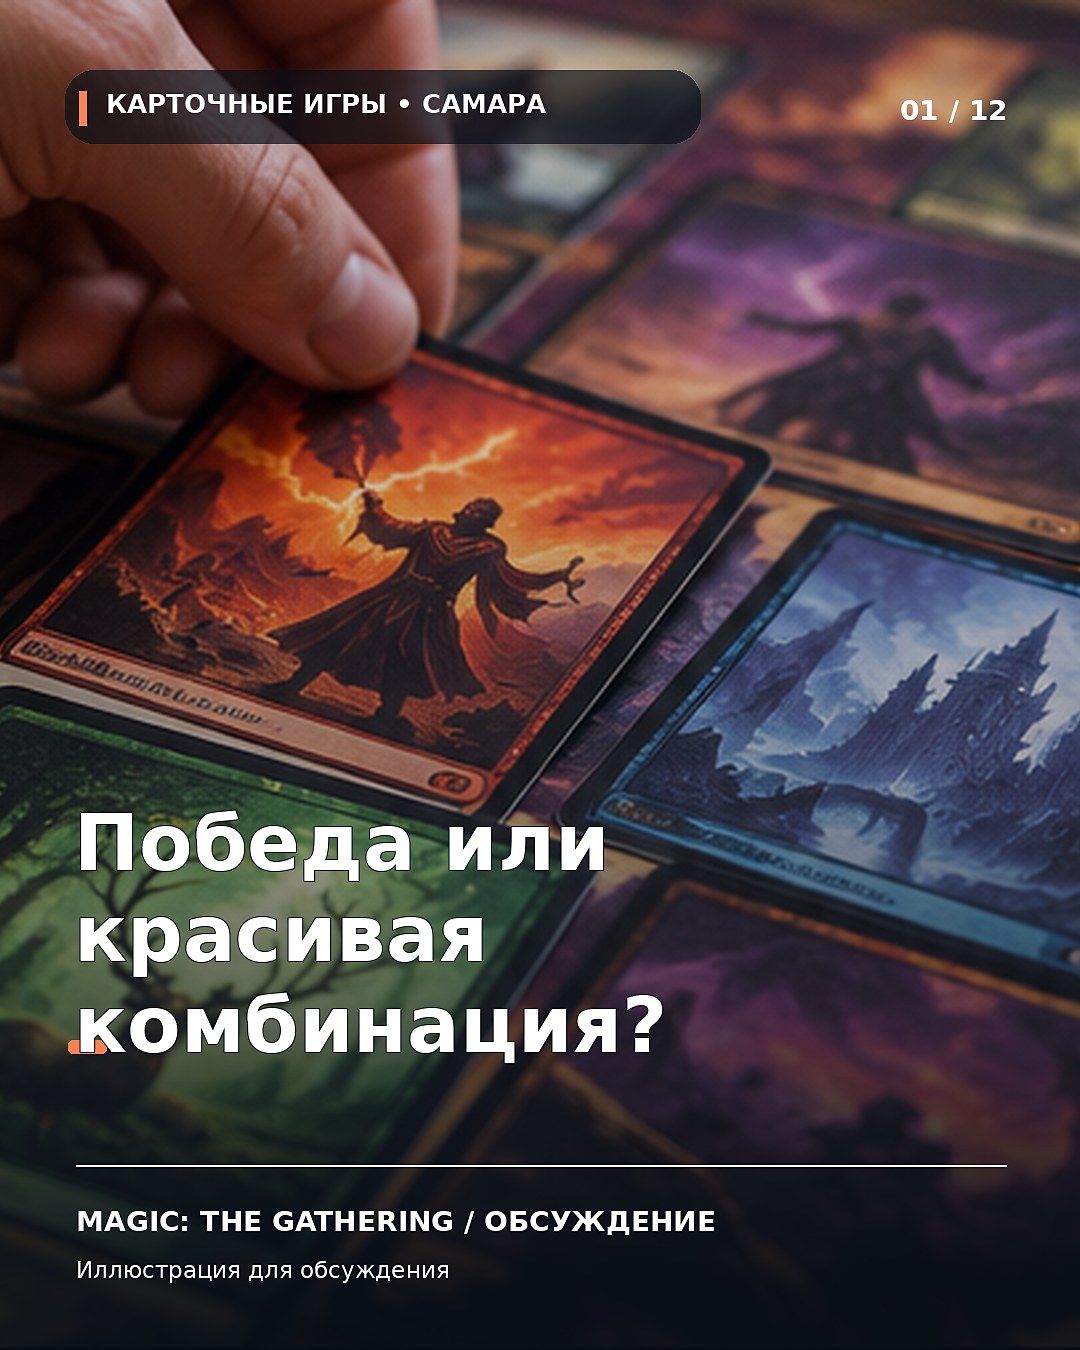 КАРТОЧНЫЕ ИГРЫ • САМАРА
01 / 12
Победа или
красивая
комбинация?
MAGIC: THE GATHERING / ОБСУЖДЕНИЕ
Иллюстрация для обсуждения